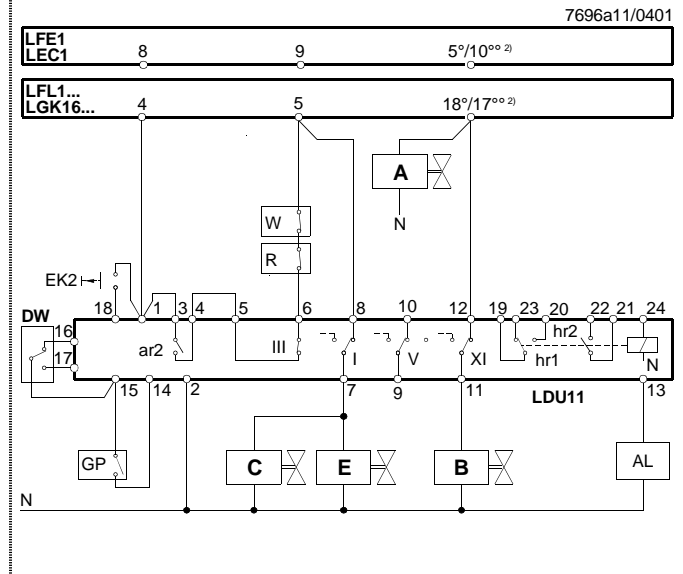 7696a11/0401
LFE1
LEC1
8 9 5°/10°° 2)
LFL1...
LGK16...
4 5 18°/17°° 2)
A
W
N
R
EK2
DW
18 1 3 4 5 6 8 10 12 19 23 20 22 21 24
16
17
ar2 III I V XI hr1 hr2 N
15 14 2 7 9 11 LDU11 13
GP C E B AL
N